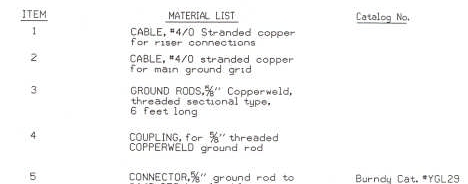 ITEM MATERIAL LIST Catalog No.
1 CABLE, #4/0 Stranded copper
for riser connections
2 CABLE, #4/0 stranded copper
for main ground grid
3 GROUND RODS,⅝" Copperweld,
threaded sectional type.
6 feet long
4 COUPLING, for ⅝" threaded
COPPERWELD ground rod
5 CONNECTOR,⅝" ground rod to Burndy Cat. #YGL29